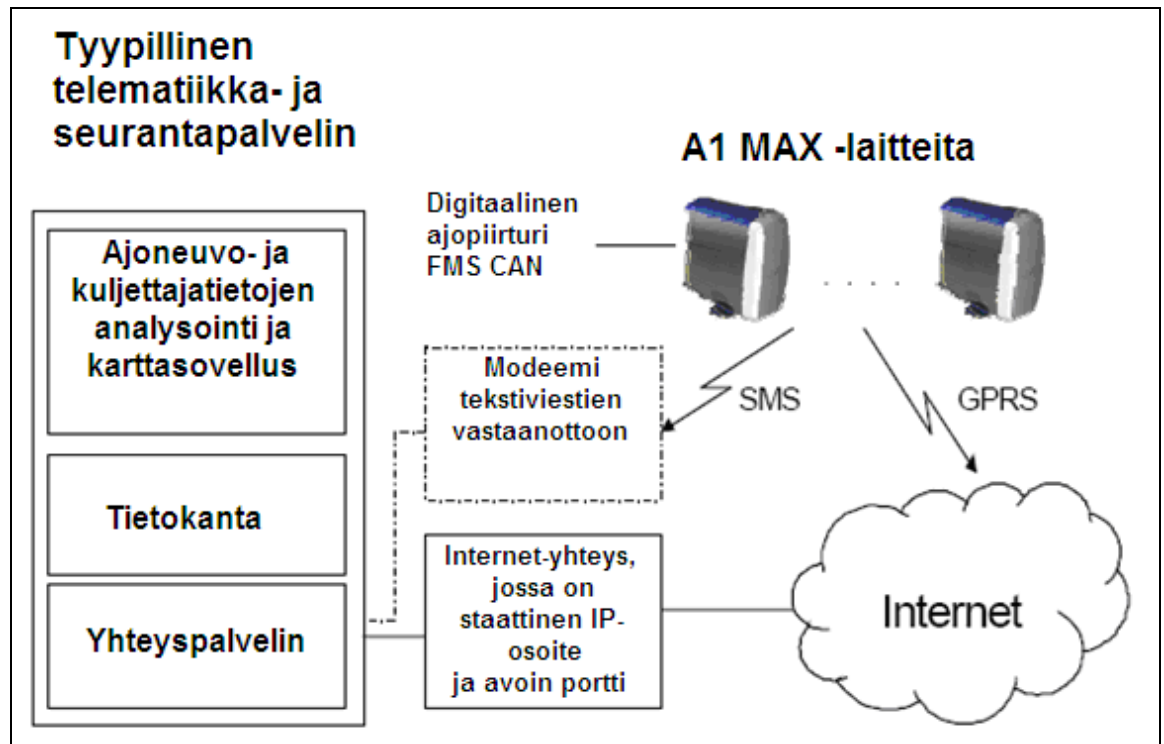 Tyypillinen
telematiikka- ja
seurantapalvelin
A1 MAX -laitteita
Digitaalinen
ajopiirturi
FMS CAN
Ajoneuvo- ja
kuljettajatietojen
analysointi ja
karttasovellus
Modeemi
tekstiviestien
vastaanottoon
SMS
GPRS
Tietokanta
Internet-yhteys,
jossa on
staattinen IP-
osoite
ja avoin portti
Yhteyspalvelin
Internet